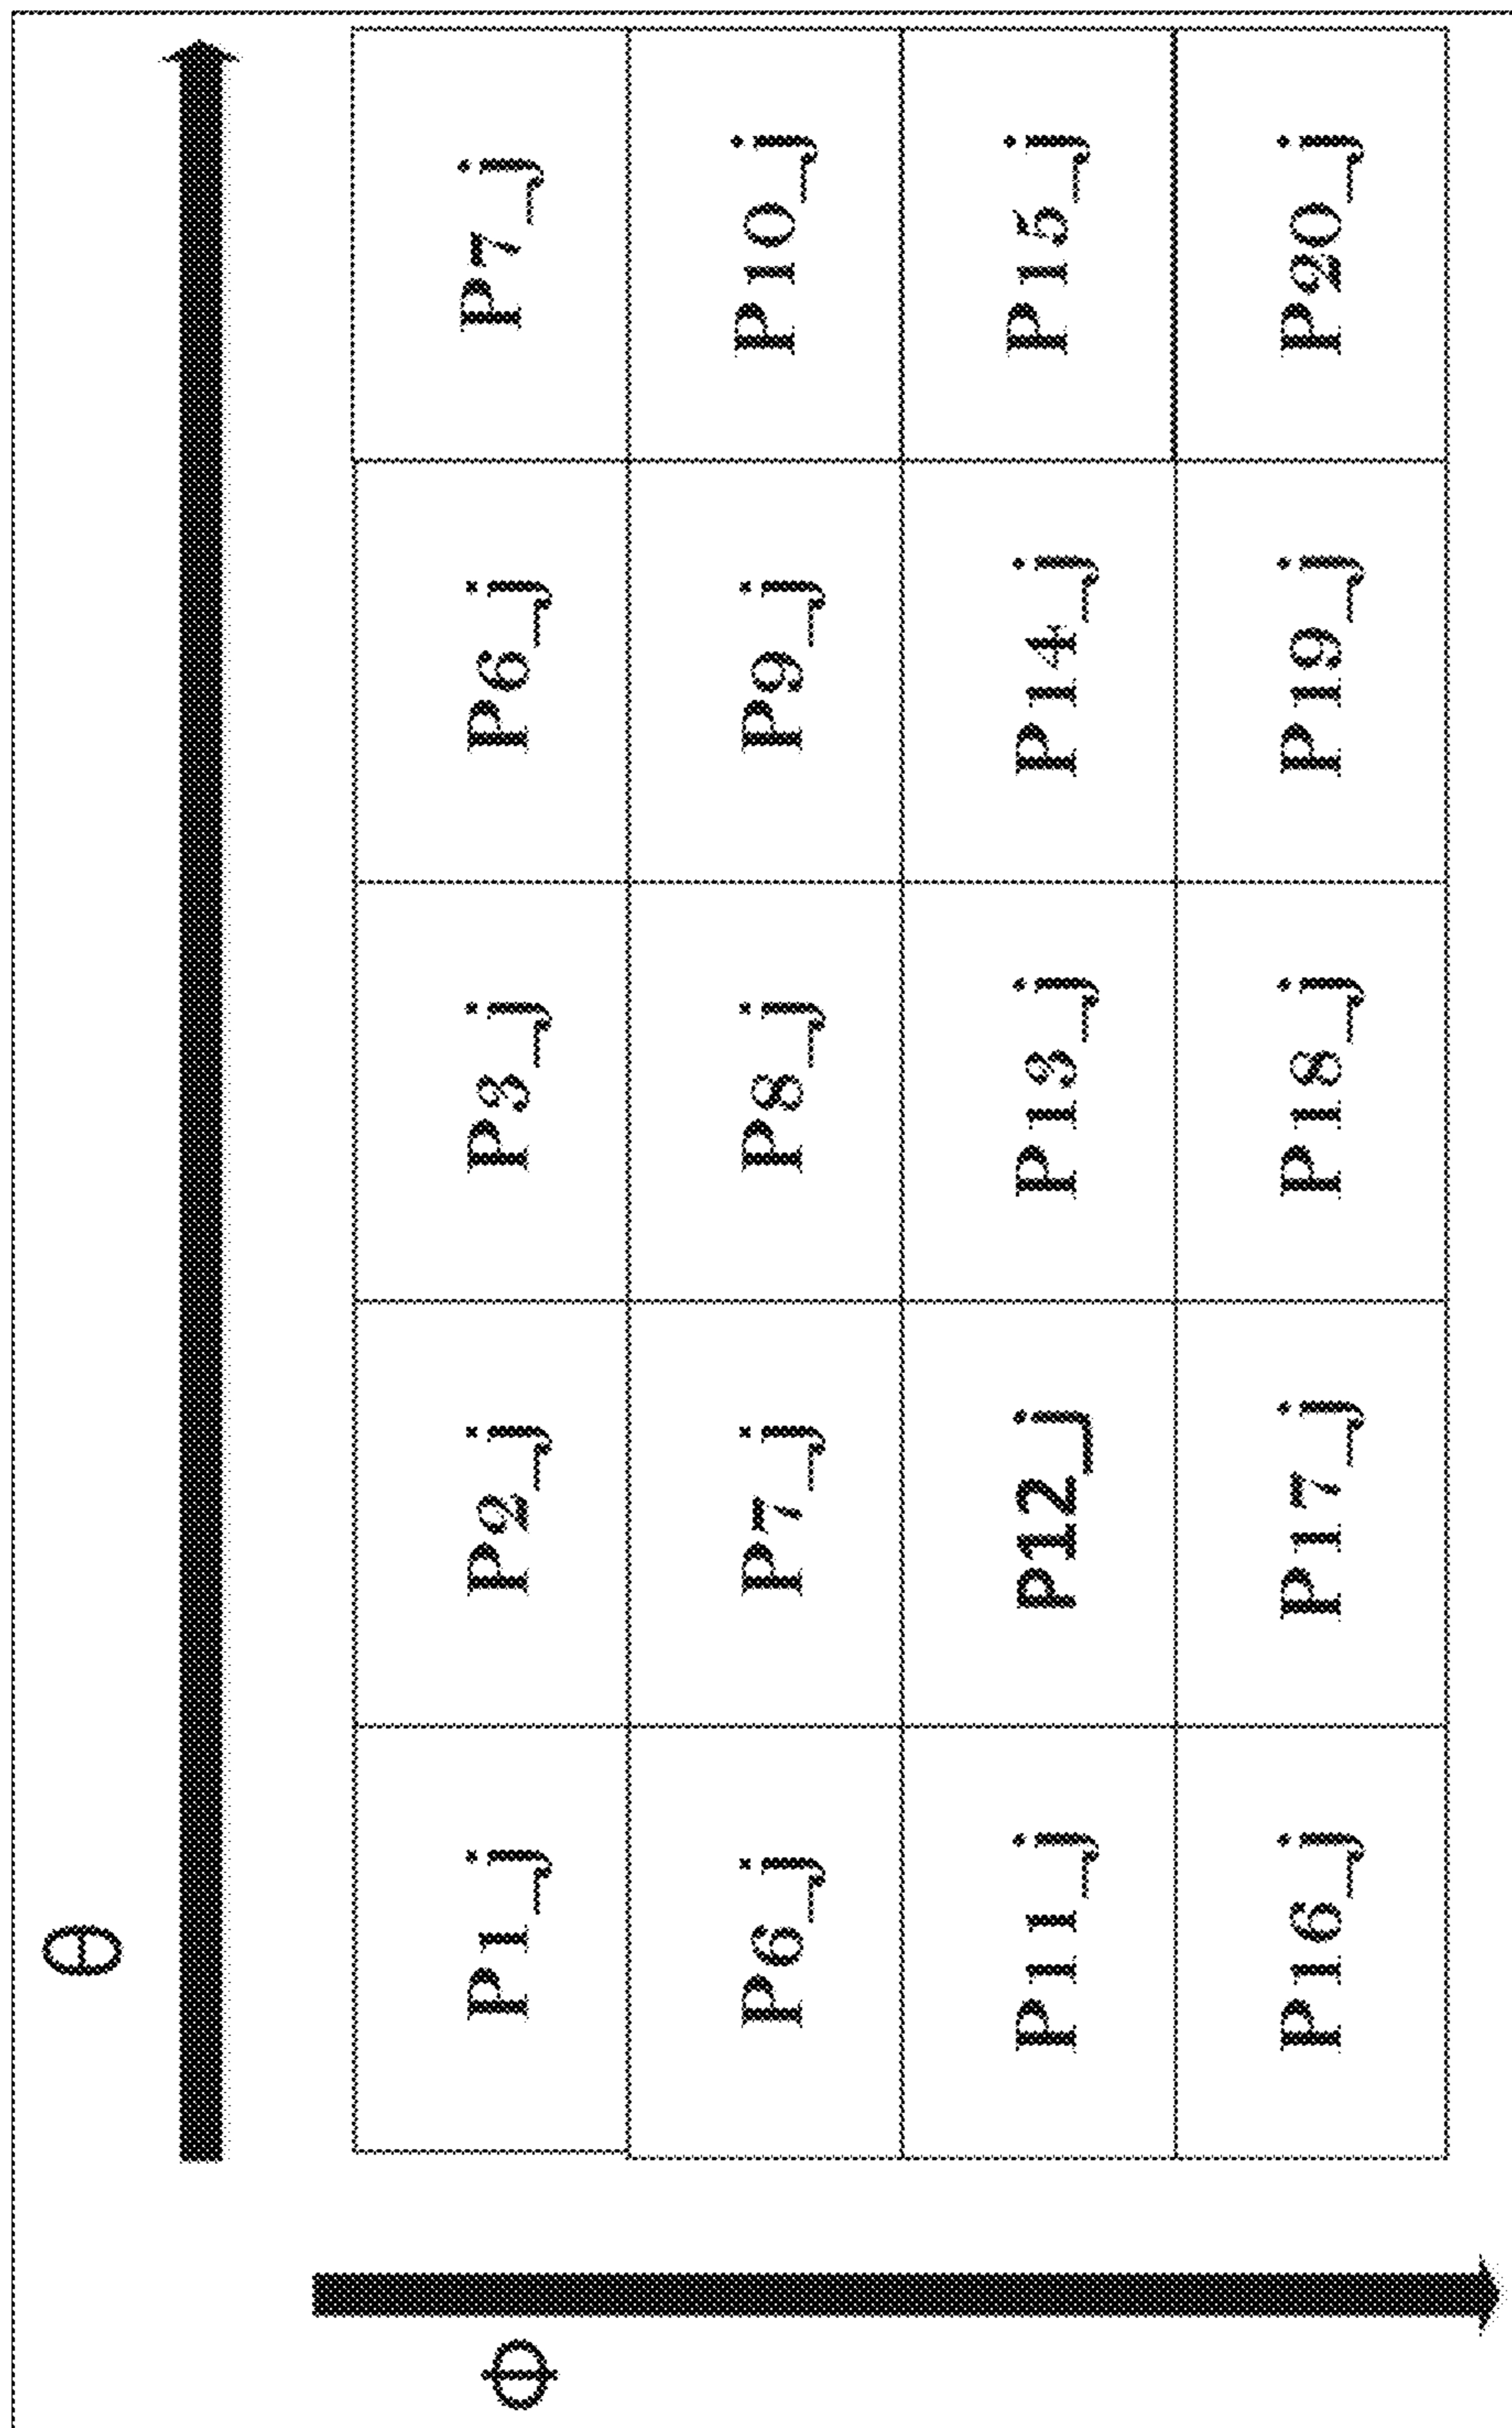 θ
Φ P1_j P2_j P3_j P6_j P7_j
P6_j P7_j P8_j P9_j P10_j
P11_j P12_j P13_j P14_j P15_j
P16_j P17_j P18_j P19_j P20_j